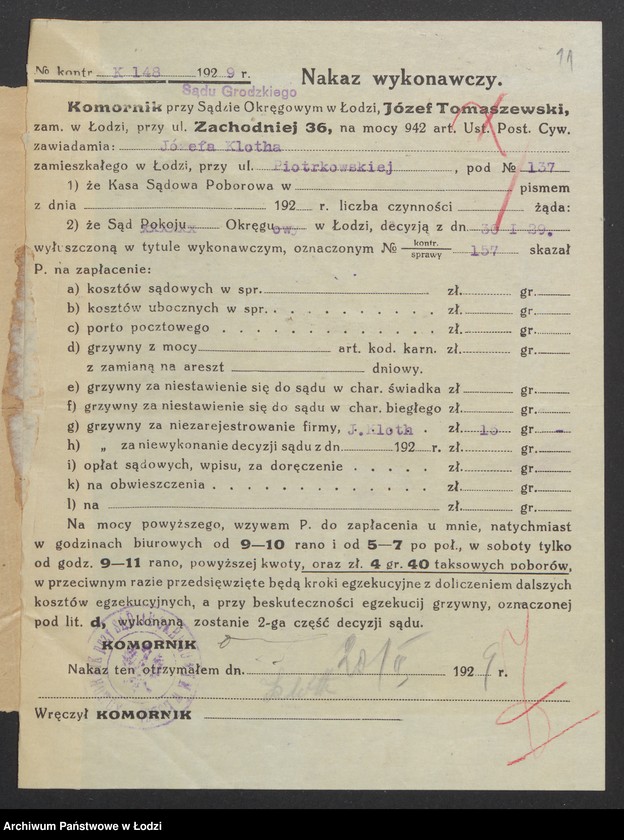 11
№ kontr. K 148 1929 r. Nakaz wykonawczy.
Sądu Grodzkiego
Komornik przy Sądzie Okręgowym w Łodzi, Józef Tomaszewski,
zam. w Łodzi, przy ul. Zachodniej 36, na mocy 942 art. Ust. Post. Cyw.
zawiadamia: Józefa Klotha
zamieszkałego w Łodzi, przy ul. Piotrkowskiej, pod № 137
1) że Kasa Sądowa Poborowa w pismem
z dnia 192 r. liczba czynności żąda:
2) że Sąd Pokoju Okręgowy w Łodzi, decyzją z dn. I 29.
wyłuszczoną w tytule wykonawczym, oznaczonym № kontr. sprawy 157 skazał
P. na zapłacenie:
a) kosztów sądowych w spr. zł. gr.
b) kosztów ubocznych w spr. zł. gr.
c) porto pocztowego zł. gr.
d) grzywny z mocy art. kod. karn. zł. gr.
z zamianą na areszt dniowy.
e) grzywny za niestawienie się do sądu w char. świadka zł gr.
f) grzywny za niestawienie się do sądu w char. biegłego zł. gr.
g) grzywny za niezarejestrowanie firmy, J. Kloth . zł. 10 gr. -
h) „ za niewykonanie decyzji sądu z dn. 192 r. zł. gr.
i) opłat sądowych, wpisu, za doręczenie zł. gr.
k) na obwieszczenia zł. gr.
l) na zł. gr.
Na mocy powyższego, wzywam P. do zapłacenia u mnie, natychmiast
w godzinach biurowych od 9—10 rano i od 5—7 po poł., w soboty tylko
od godz. 9—11 rano, powyższej kwoty, oraz zł. 4 gr. 40 taksowych poborów,
w przeciwnym razie przedsięwzięte będą kroki egzekucyjne z doliczeniem dalszych
kosztów egzekucyjnych, a przy beskuteczności egzekucji grzywny, oznaczonej
pod lit. d, wykonaną zostanie 2-ga część decyzji sądu.
KOMORNIK
Nakaz ten otrzymałem dn. 1929 r.
Wręczył KOMORNIK
Archiwum Państwowe w Łodzi